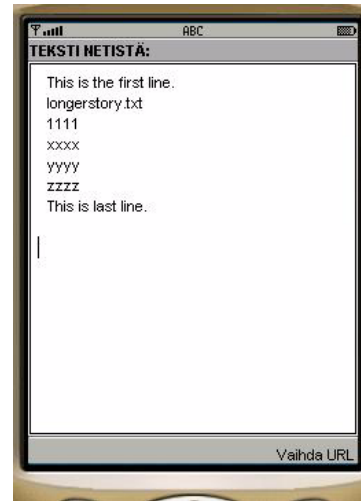 ABC
TEKSTI NETISTÄ:
This is the first line.
longerstory.txt
1111
xxxx
yyyy
zzzz
This is last line.
Vaihda URL